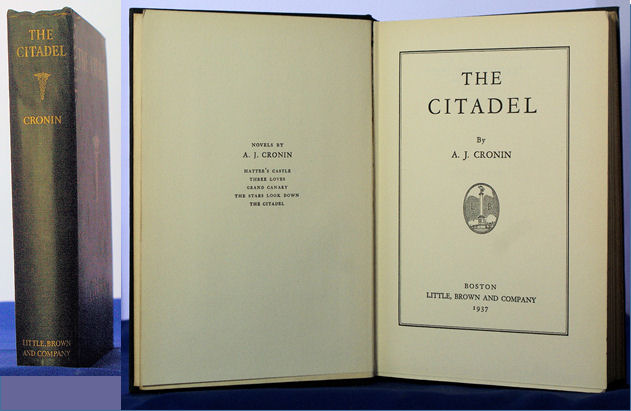 THE
CITADEL
CRONIN
LITTLE, BROWN
AND COMPANY
NOVELS BY
A. J. CRONIN
HATTER'S CASTLE
THREE LOVES
GRAND CANARY
THE STARS LOOK DOWN
THE CITADEL
THE
CITADEL
By
A. J. CRONIN
BOSTON
LITTLE, BROWN AND COMPANY
1937